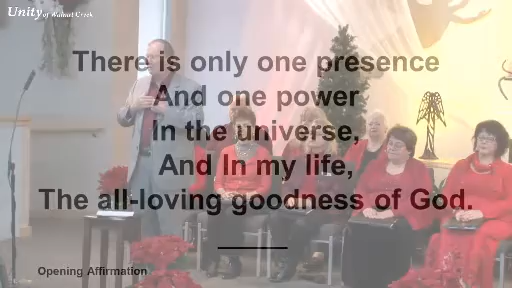 Unity of Walnut Creek
There is only one presence
And one power
In the universe,
And In my life,
The all-loving goodness of God.
Opening Affirmation